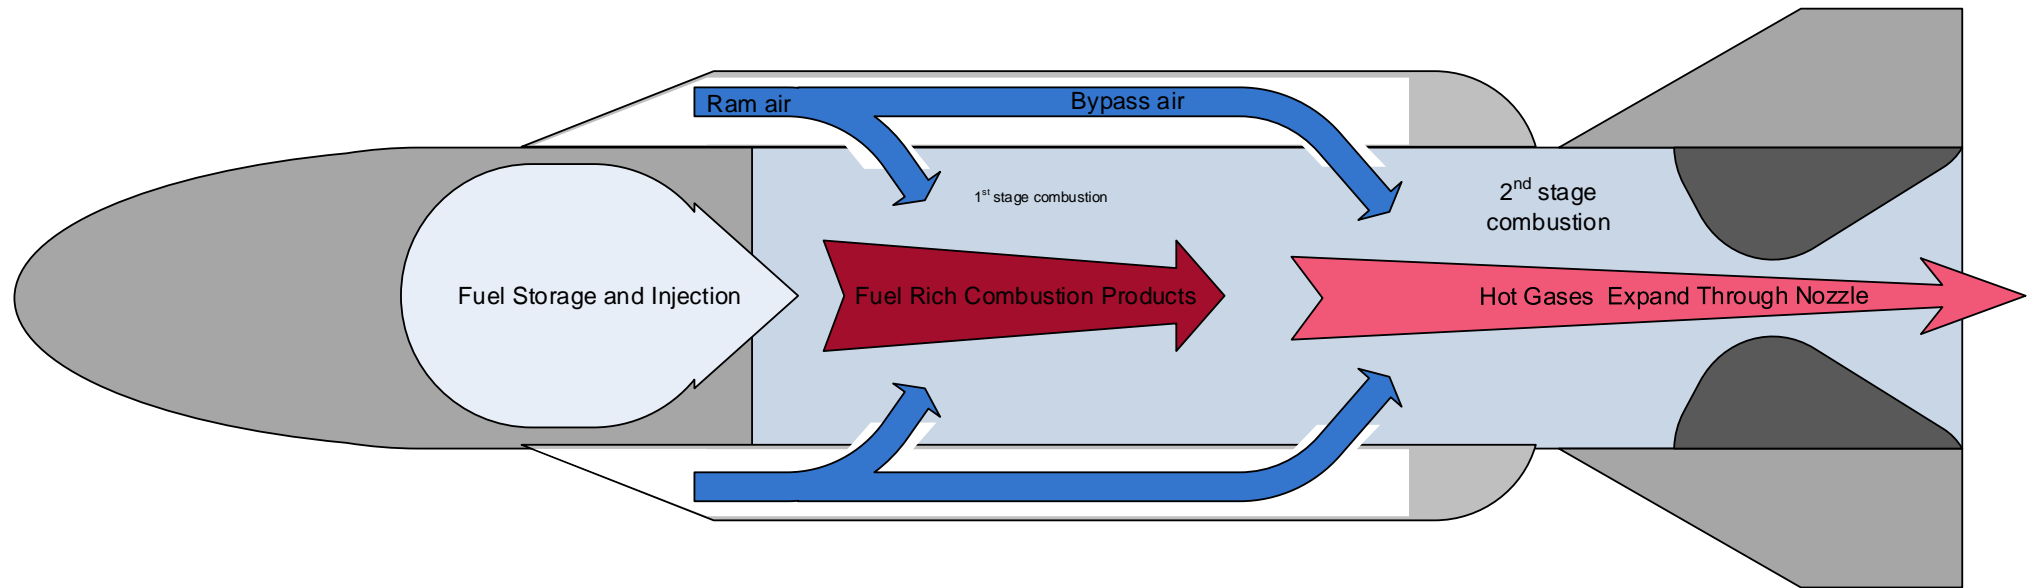 Ram air
Bypass air
1st stage combustion
2nd stage
combustion
Fuel Storage and Injection
Fuel Rich Combustion Products
Hot Gases  Expand Through Nozzle